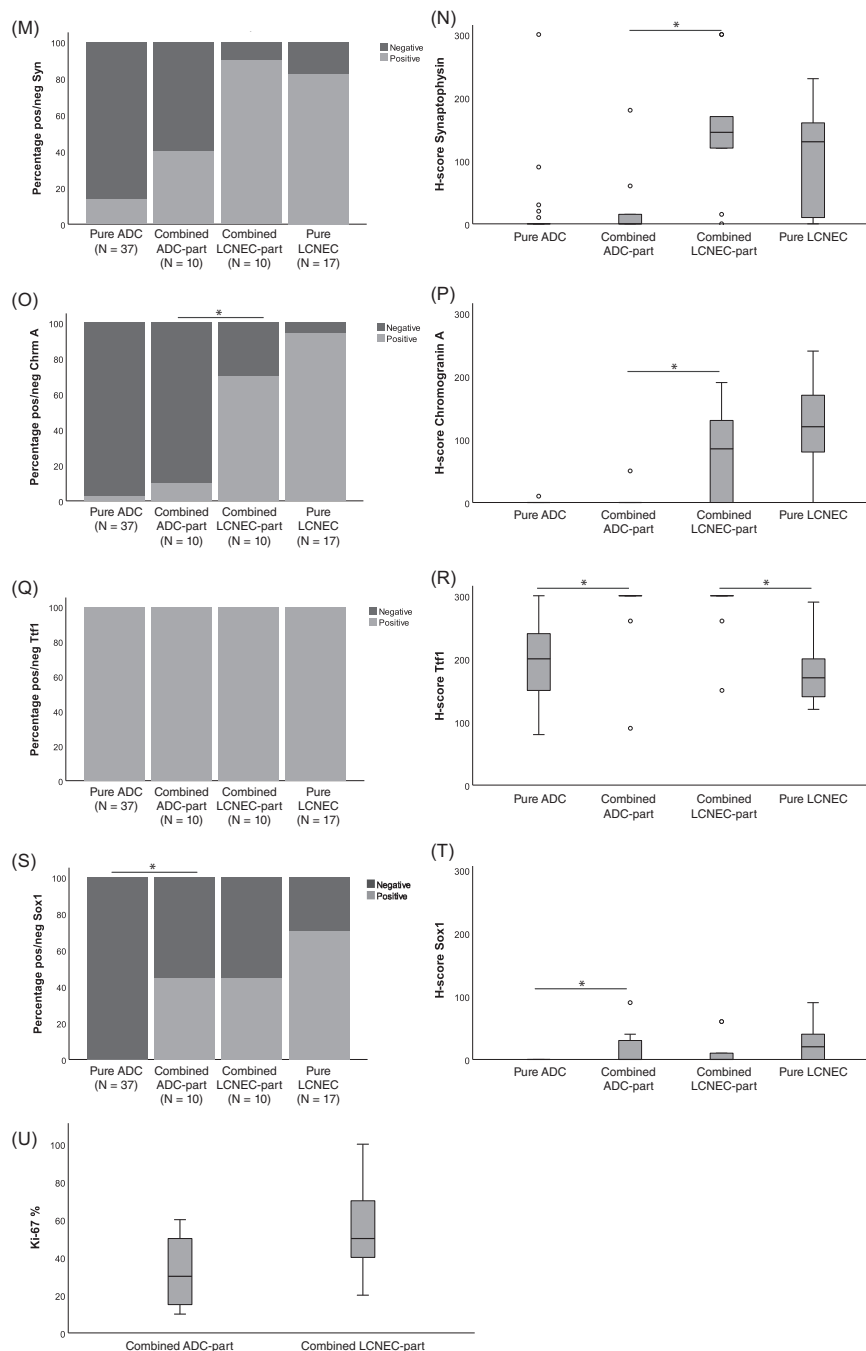 (M)
Percentage pos/neg Syn
100
80
60
40
20
0
Negative
Positive
Pure ADC
(N = 37)
Combined
ADC-part
(N = 10)
Combined
LCNEC-part
(N = 10)
Pure
LCNEC
(N = 17)
(N)
H-score Synaptophysin
300
200
100
0
*
Pure ADC
Combined
ADC-part
Combined
LCNEC-part
Pure LCNEC
(O)
Percentage pos/neg Chrm A
100
80
60
40
20
0
*
Negative
Positive
Pure ADC
(N = 37)
Combined
ADC-part
(N = 10)
Combined
LCNEC-part
(N = 10)
Pure
LCNEC
(N = 17)
(P)
H-score Chromogranin A
300
200
100
0
*
Pure ADC
Combined
ADC-part
Combined
LCNEC-part
Pure LCNEC
(Q)
Percentage pos/neg Ttf1
100
80
60
40
20
0
Negative
Positive
Pure ADC
(N = 37)
Combined
ADC-part
(N = 10)
Combined
LCNEC-part
(N = 10)
Pure
LCNEC
(N = 17)
(R)
H-score Ttf1
300
200
100
0
*
*
Pure ADC
Combined
ADC-part
Combined
LCNEC-part
Pure LCNEC
(S)
Percentage pos/neg Sox1
100
80
60
40
20
0
*
Negative
Positive
Pure ADC
(N = 37)
Combined
ADC-part
(N = 10)
Combined
LCNEC-part
(N = 10)
Pure
LCNEC
(N = 17)
(T)
H-score Sox1
300
200
100
0
*
Pure ADC
Combined
ADC-part
Combined
LCNEC-part
Pure LCNEC
(U)
Ki-67 %
100
80
60
40
20
0
Combined ADC-part
Combined LCNEC-part